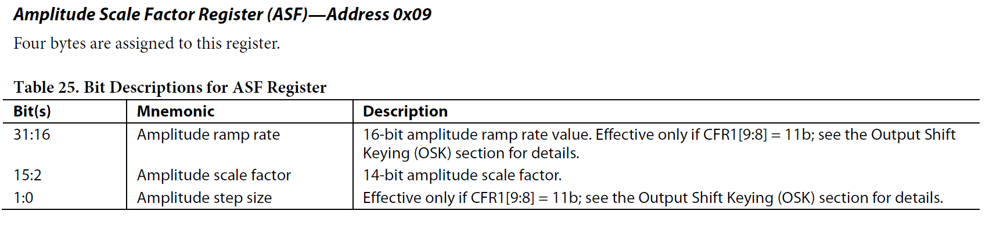 Amplitude Scale Factor Register (ASF)—Address 0x09
Four bytes are assigned to this register.
Table 25. Bit Descriptions for ASF Register
Bit(s) Mnemonic Description
31:16 Amplitude ramp rate 16-bit amplitude ramp rate value. Effective only if CFR1[9:8] = 11b; see the Output Shift
Keying (OSK) section for details.
15:2 Amplitude scale factor 14-bit amplitude scale factor.
1:0 Amplitude step size Effective only if CFR1[9:8] = 11b; see the Output Shift Keying (OSK) section for details.